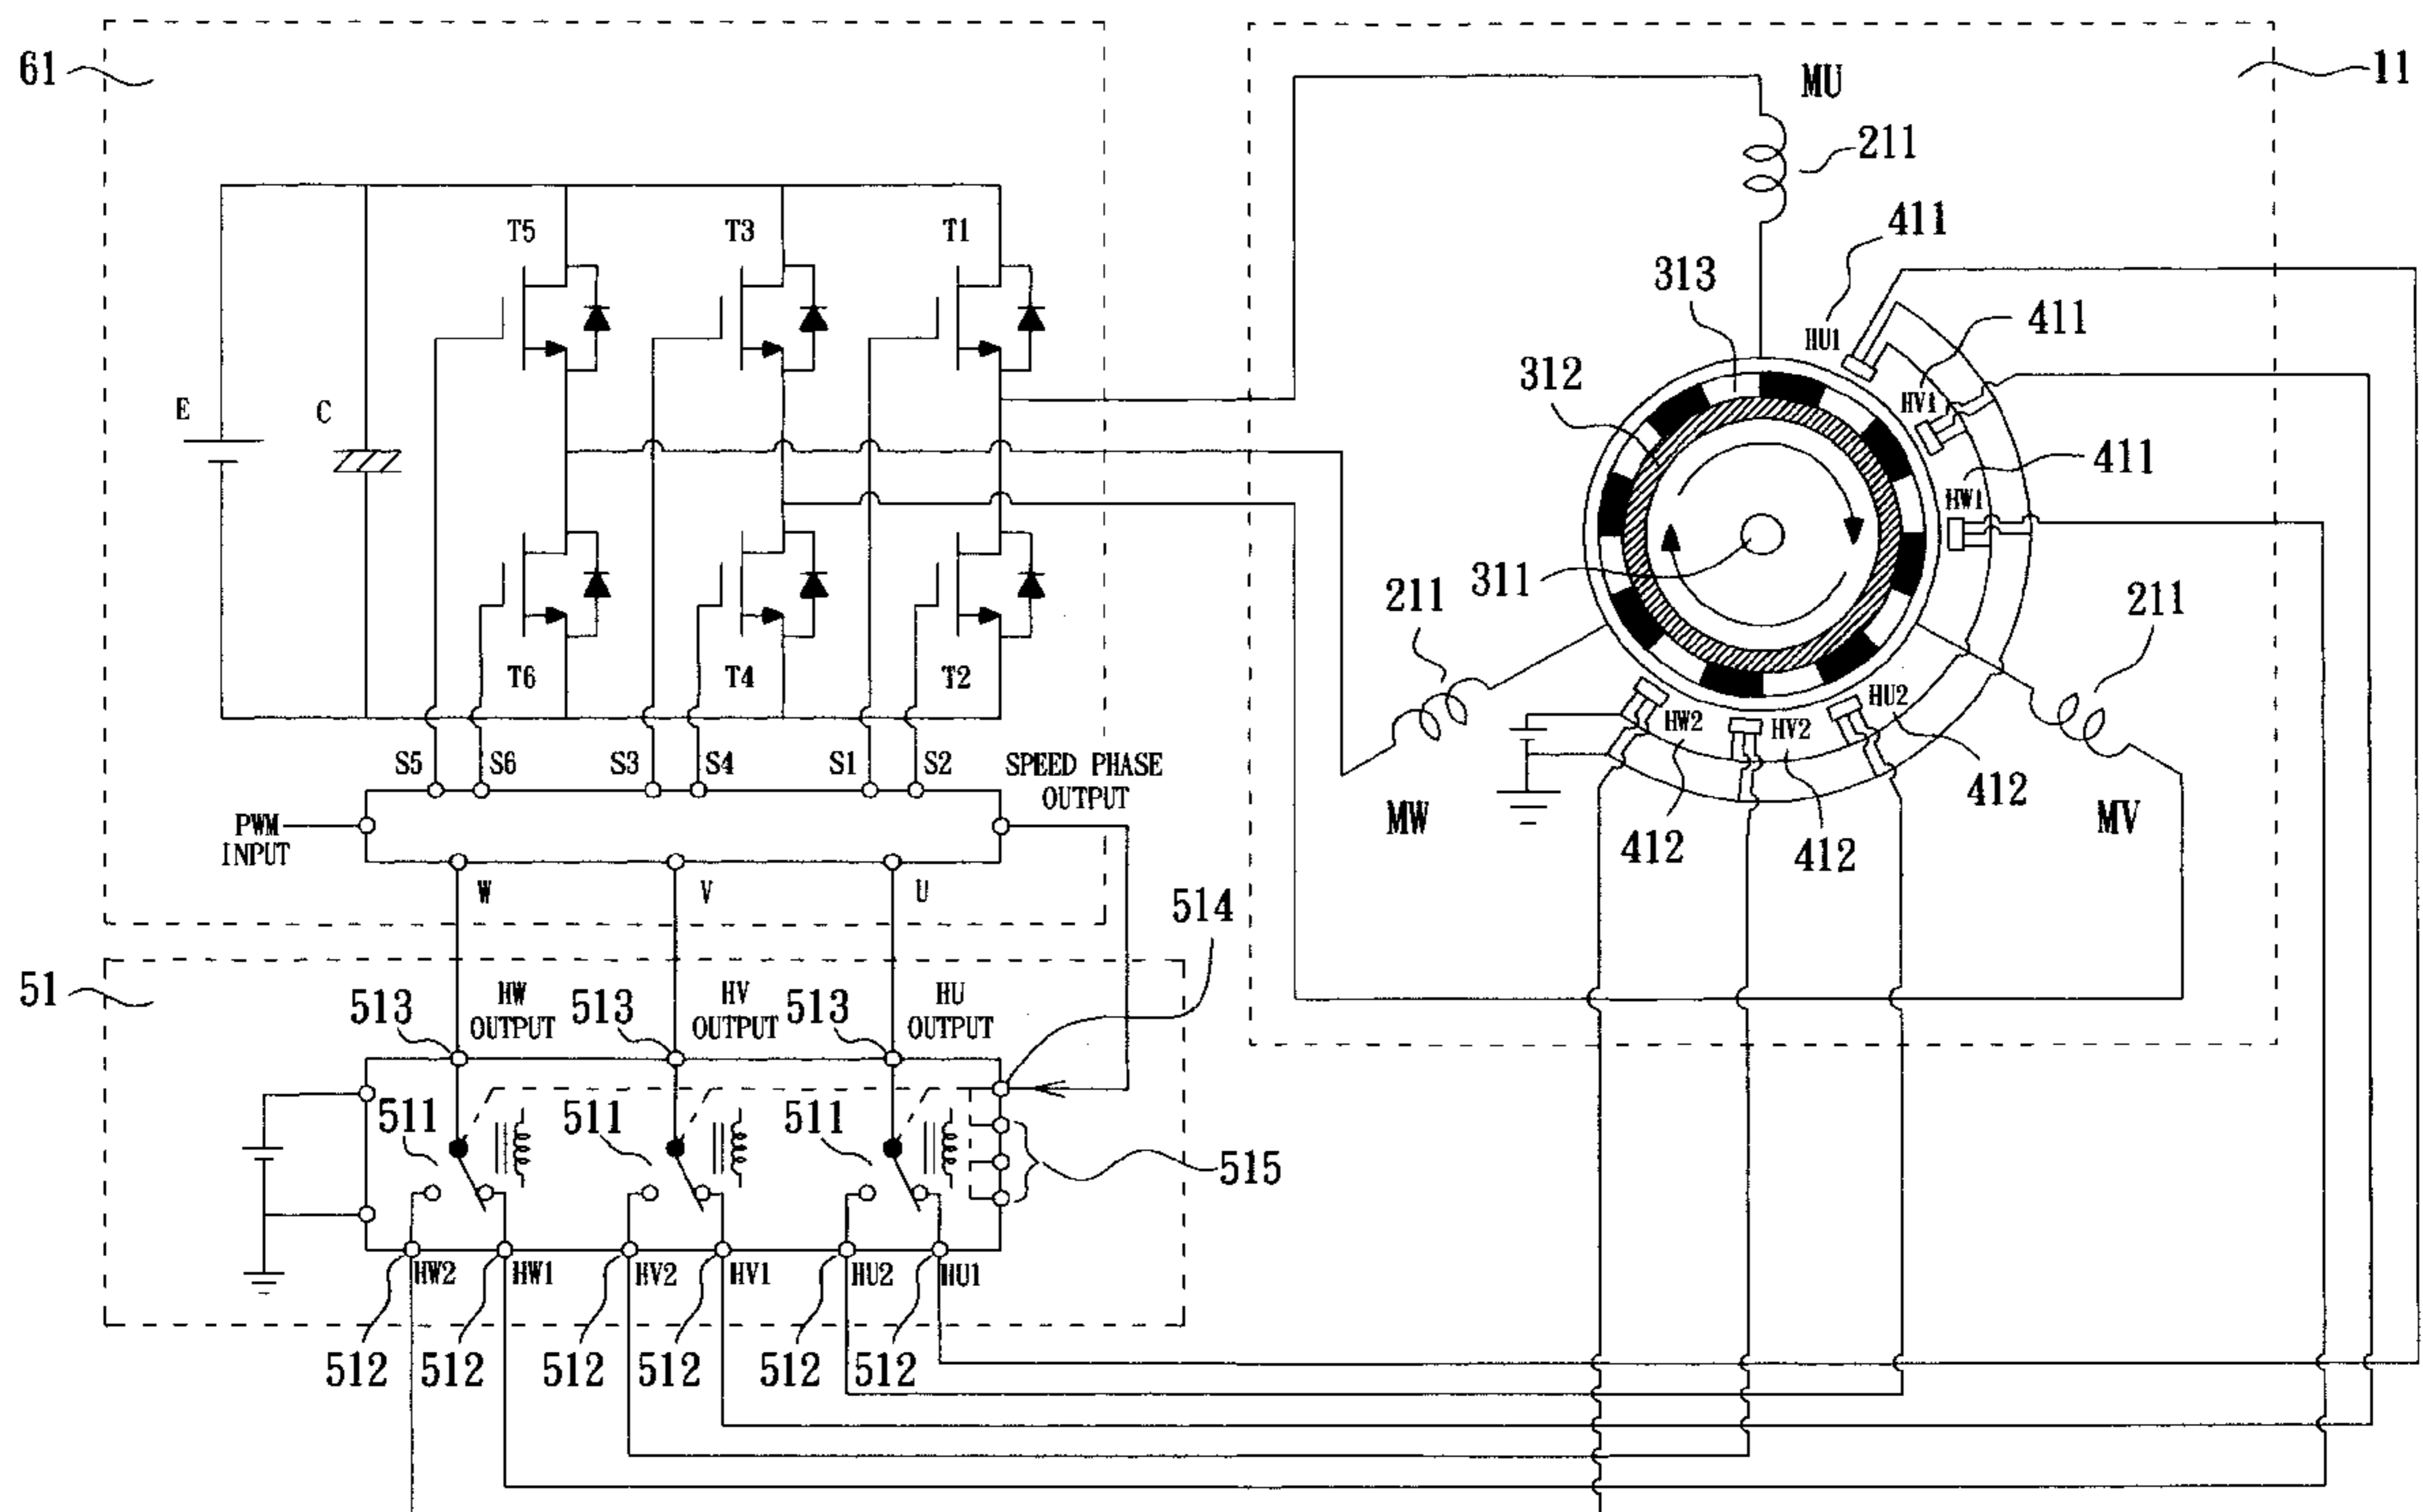 61
11
MU
211
T5
T3
T1
411
313
HU1
411
312
HV1
E
C
411
HW1
311
211
211
T6
T4
T2
HU2
HW2
HV2
412
S5
S6
S3
S4
S1
S2
SPEED PHASE
OUTPUT
MW
412
412
MV
PWM
INPUT
W
V
U
514
51
513
HW
OUTPUT
513
HV
OUTPUT
513
HU
OUTPUT
511
511
511
515
HW2
HW1
HV2
HV1
HU2
HU1
512
512
512
512
512
512